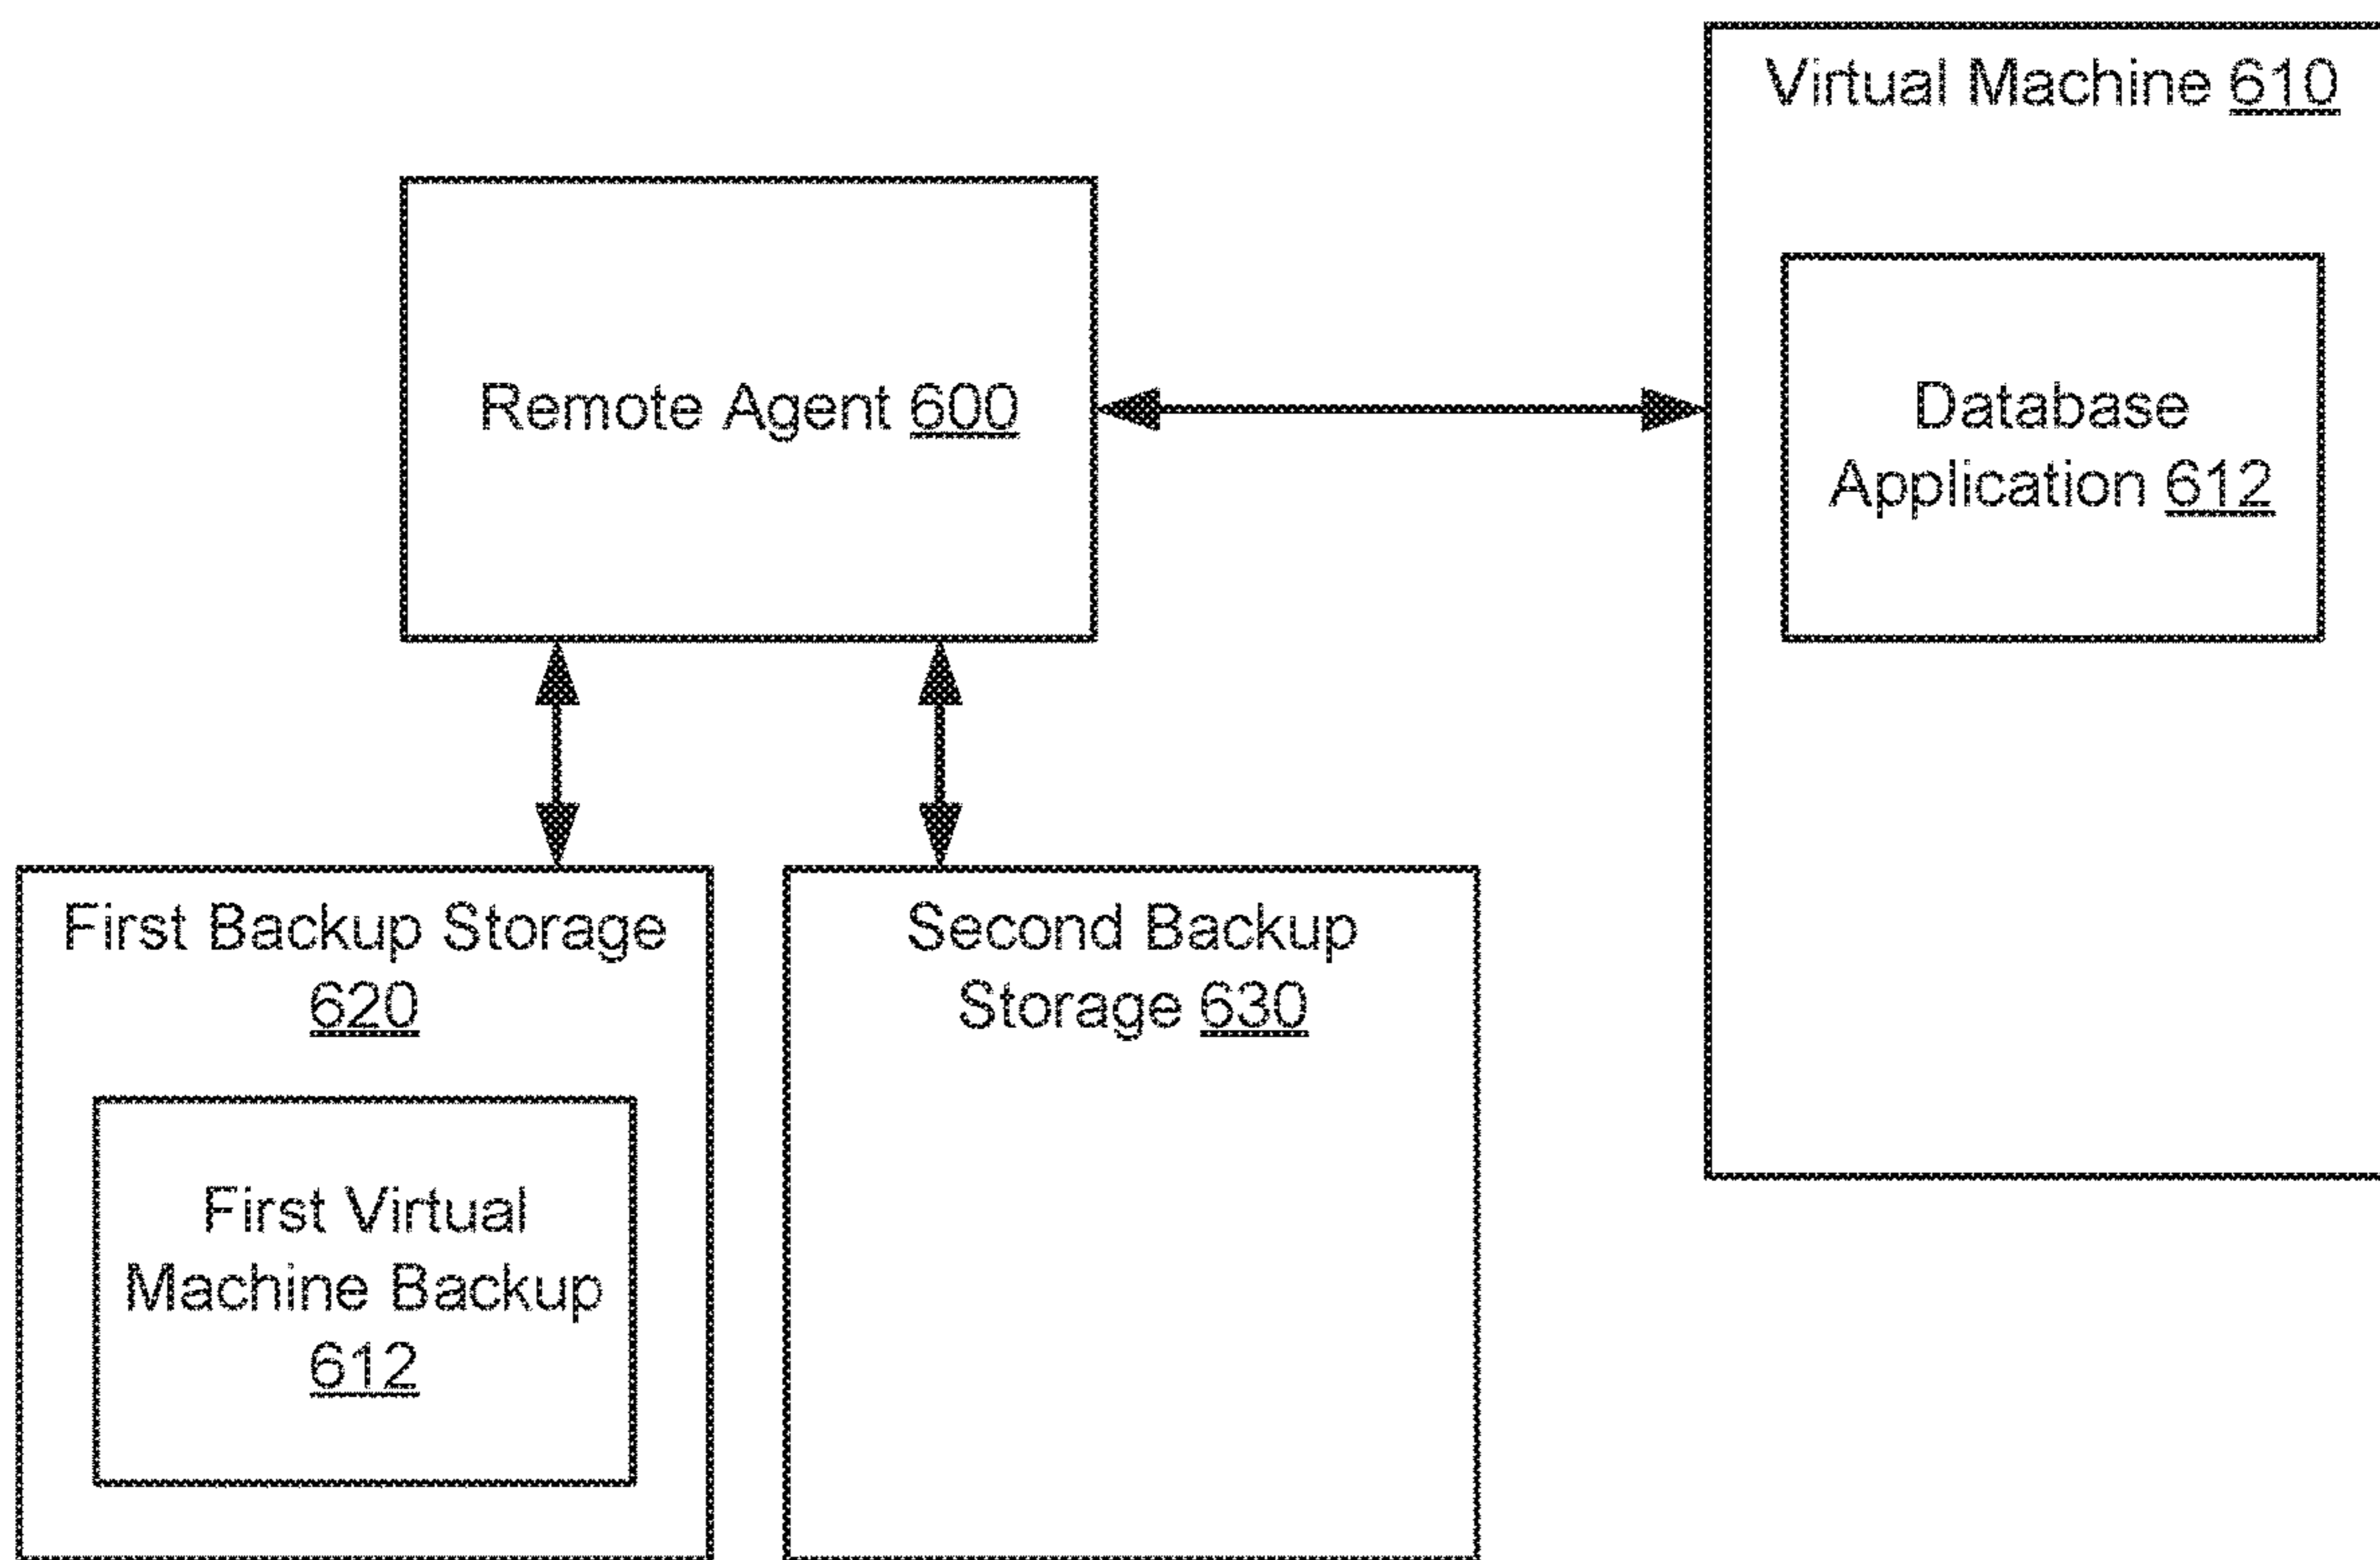 Virtual Machine 610
Remote Agent 600
Database
Application 612
First Backup Storage
620
Second Backup
Storage 630
First Virtual
Machine Backup
612